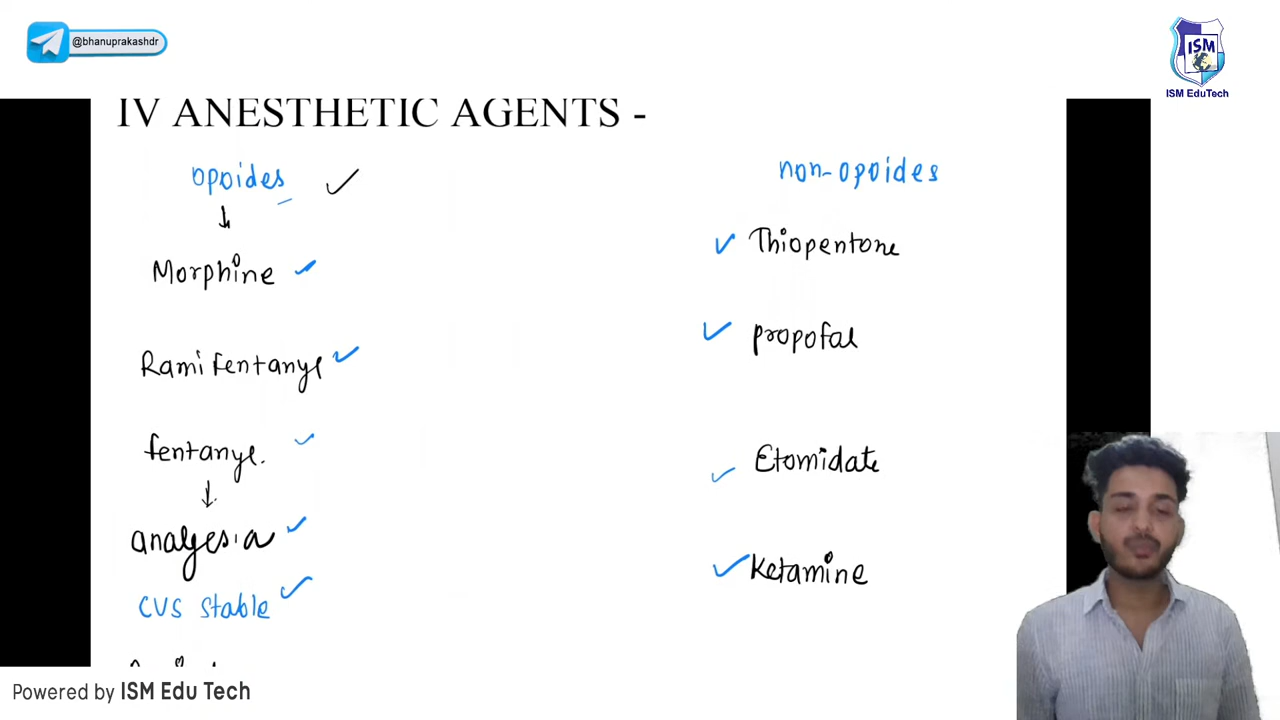 @bhanuprakashdr
ISM
ISM EduTech
IV ANESTHETIC AGENTS -
opoides
Morphine
Ramifentanyl
fentanyl.
analgesia
CVS stable
non-opoides
Thiopentone
propofal
Etomidate
Ketamine
Powered by ISM Edu Tech